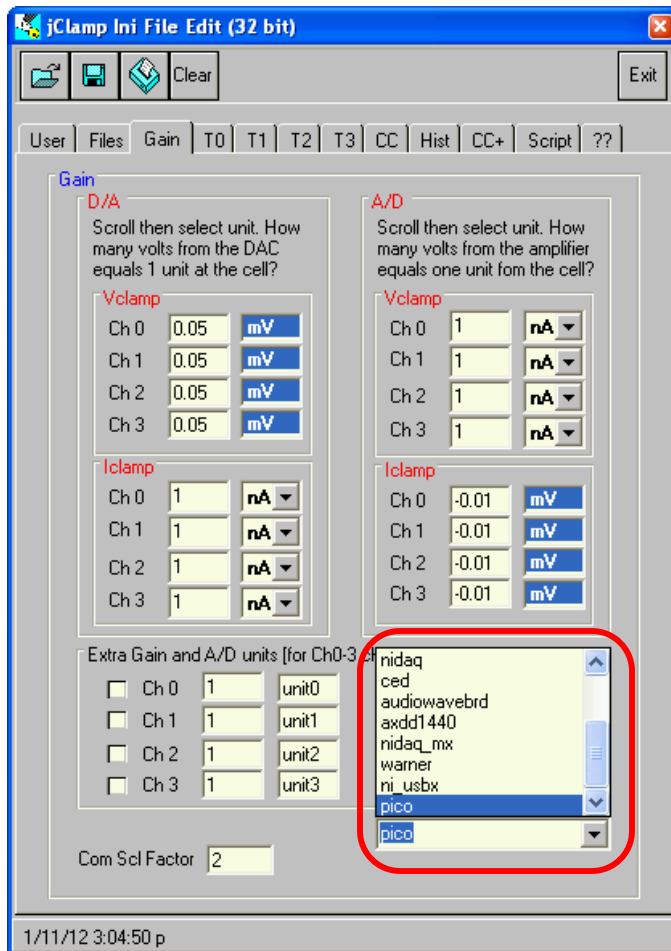 jClamp Ini File Edit (32 bit)
Clear
Exit
User Files Gain T0 T1 T2 T3 CC Hist CC+ Script ??
Gain
D/A
Scroll then select unit. How
many volts from the DAC
equals 1 unit at the cell?
Vclamp
Ch 0 0.05 mV
Ch 1 0.05 mV
Ch 2 0.05 mV
Ch 3 0.05 mV
Iclamp
Ch 0 1 nA
Ch 1 1 nA
Ch 2 1 nA
Ch 3 1 nA
A/D
Scroll then select unit. How
many volts from the amplifier
equals one unit fom the cell?
Vclamp
Ch 0 1 nA
Ch 1 1 nA
Ch 2 1 nA
Ch 3 1 nA
Iclamp
Ch 0 -0.01 mV
Ch 1 -0.01 mV
Ch 2 -0.01 mV
Ch 3 -0.01 mV
Extra Gain and A/D units [for Ch0-3
Ch 0 1 unit0
Ch 1 1 unit1
Ch 2 1 unit2
Ch 3 1 unit3
nidaq
ced
audiowavebrd
axdd1440
nidaq_mx
warner
ni_usbx
pico
pico
Com Scl Factor 2
1/11/12 3:04:50 p